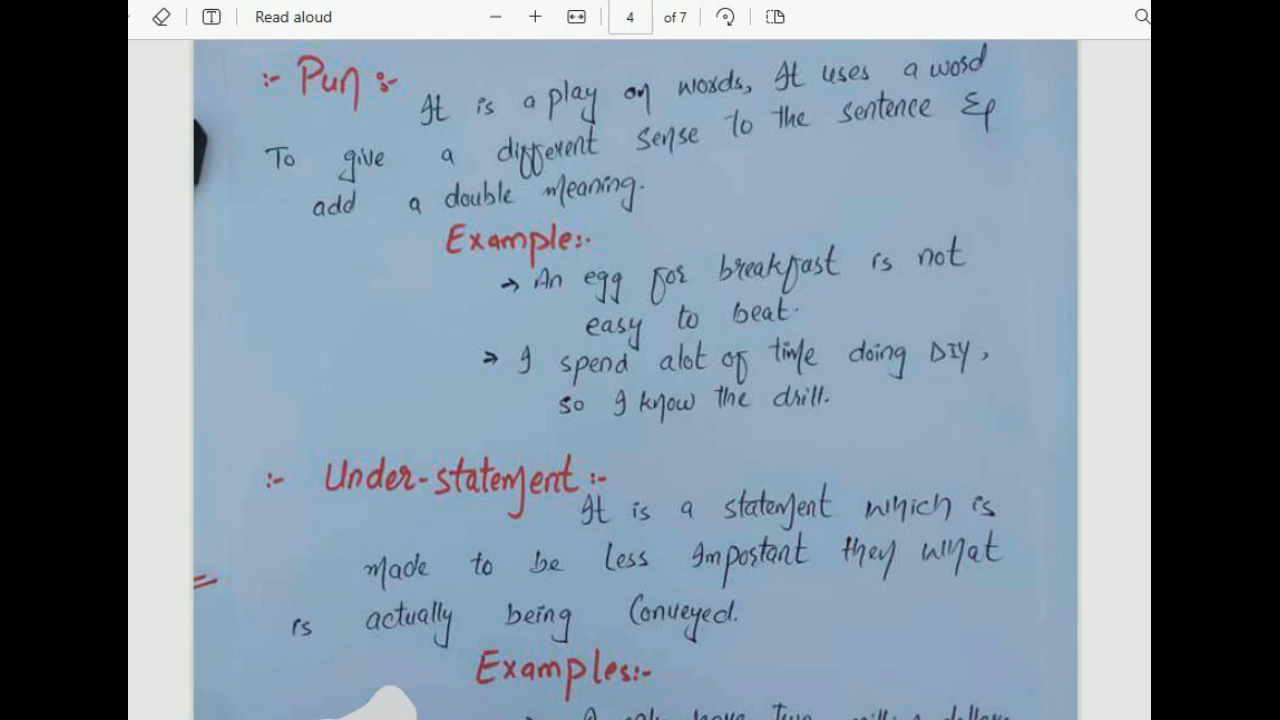 Read aloud
4 of 7
:- Pun :-
It is a play on words, It uses a word
To give a different sense to the sentence &
add a double meaning.
Example:-
→ An egg for breakfast is not
easy to beat.
→ I spend alot of time doing DIY,
so I know the drill.
:- Under-statement :-
It is a statement which is
made to be less important then what
is actually being Conveyed.
Examples:-